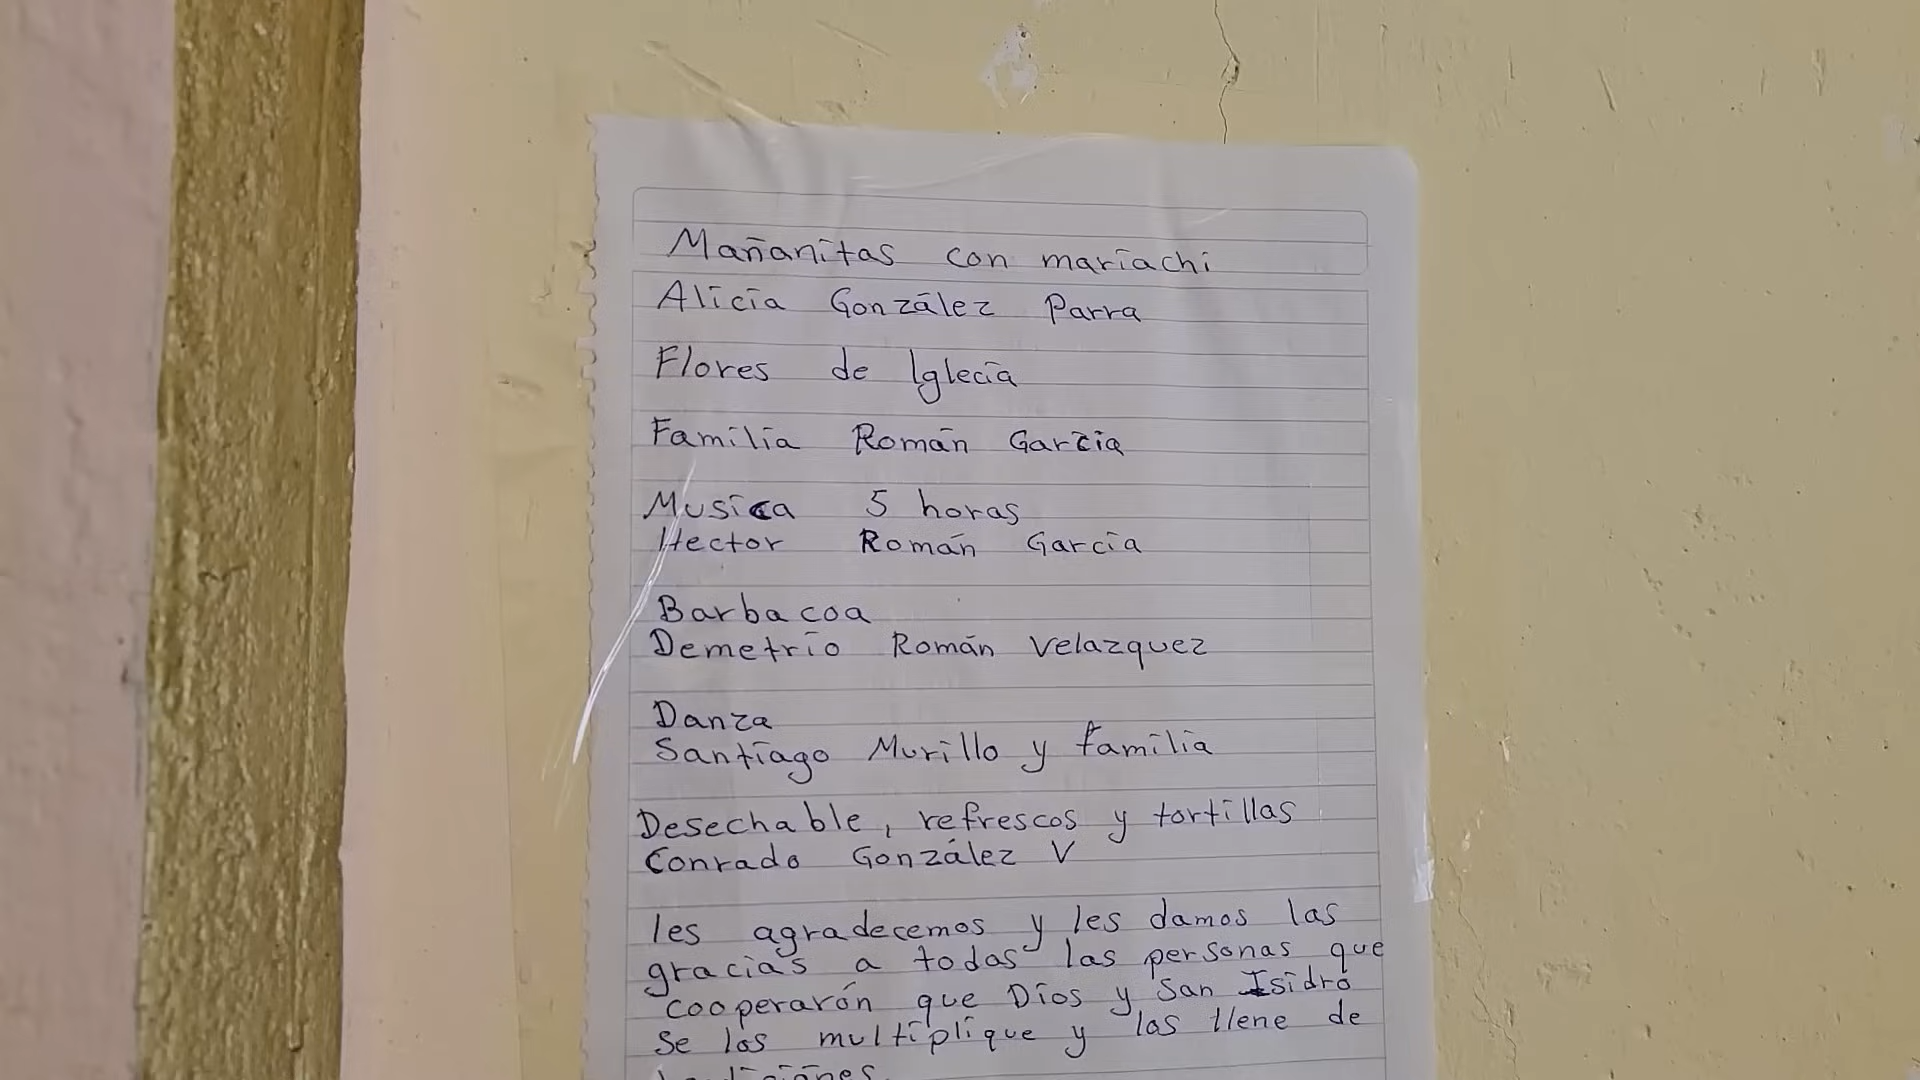 Mañanitas con mariachi
Alicia González Parra
Flores de Iglecia
Familia Román García
Musica 5 horas
Hector Román García
Barbacoa
Demetrio Román Velazquez
Danza
Santiago Murillo y familia
Desechable, refrescos y tortillas
Conrado González V
les agradecemos y les damos las
gracias a todas las personas que
cooperarón que Dios y San Isidro
se los multiplique y los llene de